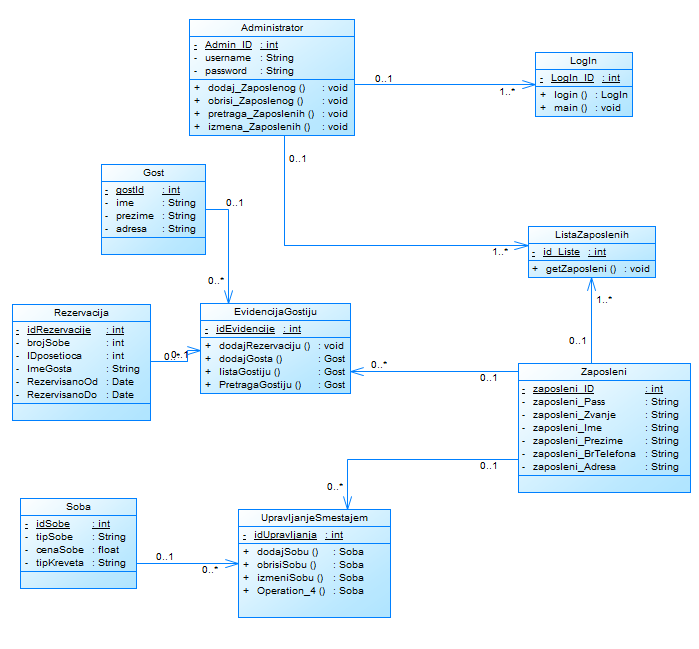 Administrator
- Admin_ID : int
- username : String
- password : String
+ dodaj_Zaposlenog () : void
+ obrisi_Zaposlenog () : void
+ pretraga_Zaposlenih () : void
+ izmena_Zaposlenih () : void
0..1
1..*
LogIn
- LogIn_ID : int
+ login () : LogIn
+ main () : void
0..1
1..*
Gost
- gostId : int
- ime : String
- prezime : String
- adresa : String
0..1
0..*
ListaZaposlenih
- id_Liste : int
+ getZaposleni () : void
1..*
0..1
Rezervacija
- idRezervacije : int
- brojSobe : int
- IDposetioca : int
- ImeGosta : String
- RezervisanoOd : Date
- RezervisanoDo : Date
0..*
0..1
EvidencijaGostiju
- idEvidencije : int
+ dodajRezervaciju () : void
+ dodajGosta () : Gost
+ listaGostiju () : Gost
+ PretragaGostiju () : Gost
0..*
0..1
Zaposleni
- zaposleni_ID : int
- zaposleni_Pass : String
- zaposleni_Zvanje : String
- zaposleni_Ime : String
- zaposleni_Prezime : String
- zaposleni_BrTelefona : String
- zaposleni_Adresa : String
0..1
0..*
Soba
- idSobe : int
- tipSobe : String
- cenaSobe : float
- tipKreveta : String
0..1
0..*
UpravljanjeSmestajem
- idUpravljanja : int
+ dodajSobu () : Soba
+ obrisiSobu () : Soba
+ izmeniSobu () : Soba
+ Operation_4 () : Soba